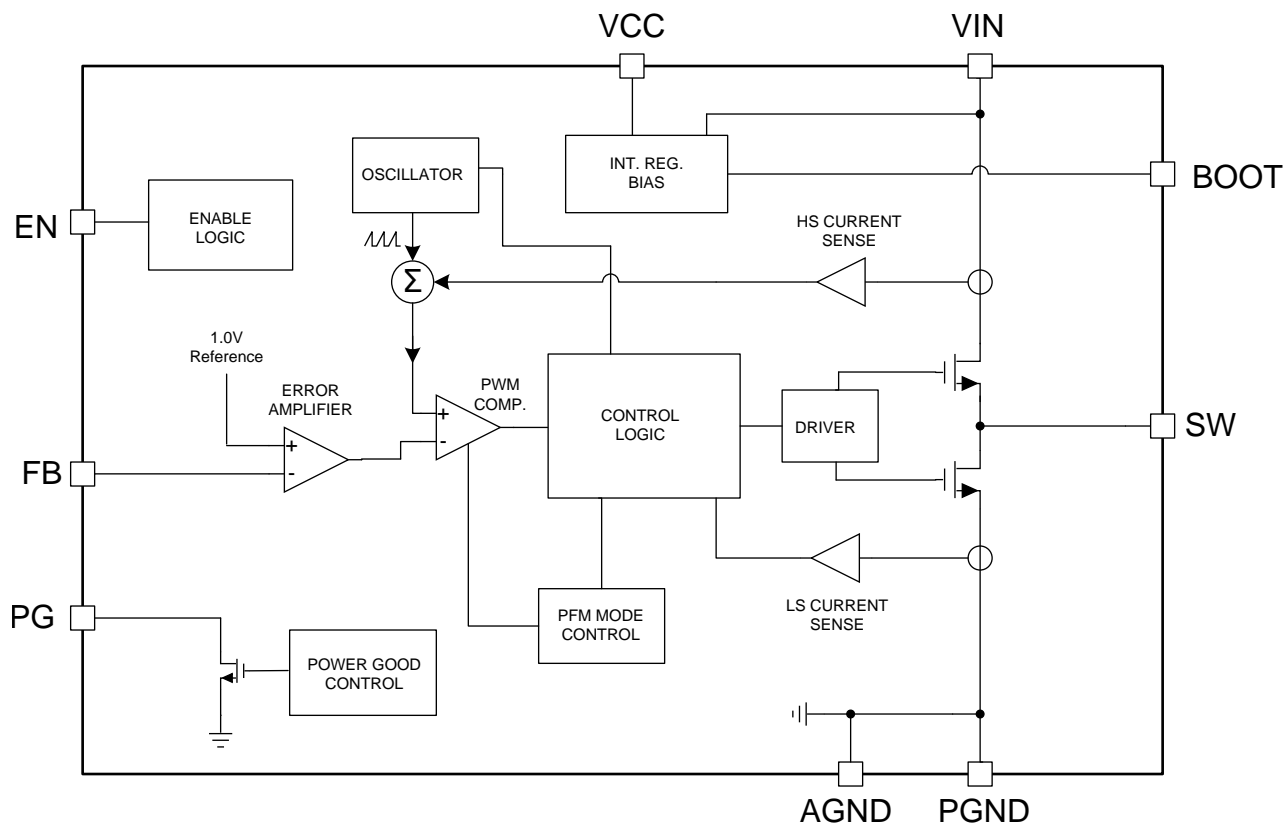 VCC
VIN
OSCILLATOR
INT. REG.
BIAS
BOOT
EN
ENABLE
LOGIC
HS CURRENT
SENSE
Σ
1.0V
Reference
ERROR
AMPLIFIER
PWM
COMP.
+
-
+
-
CONTROL
LOGIC
DRIVER
SW
FB
PG
POWER GOOD
CONTROL
PFM MODE
CONTROL
LS CURRENT
SENSE
AGND
PGND